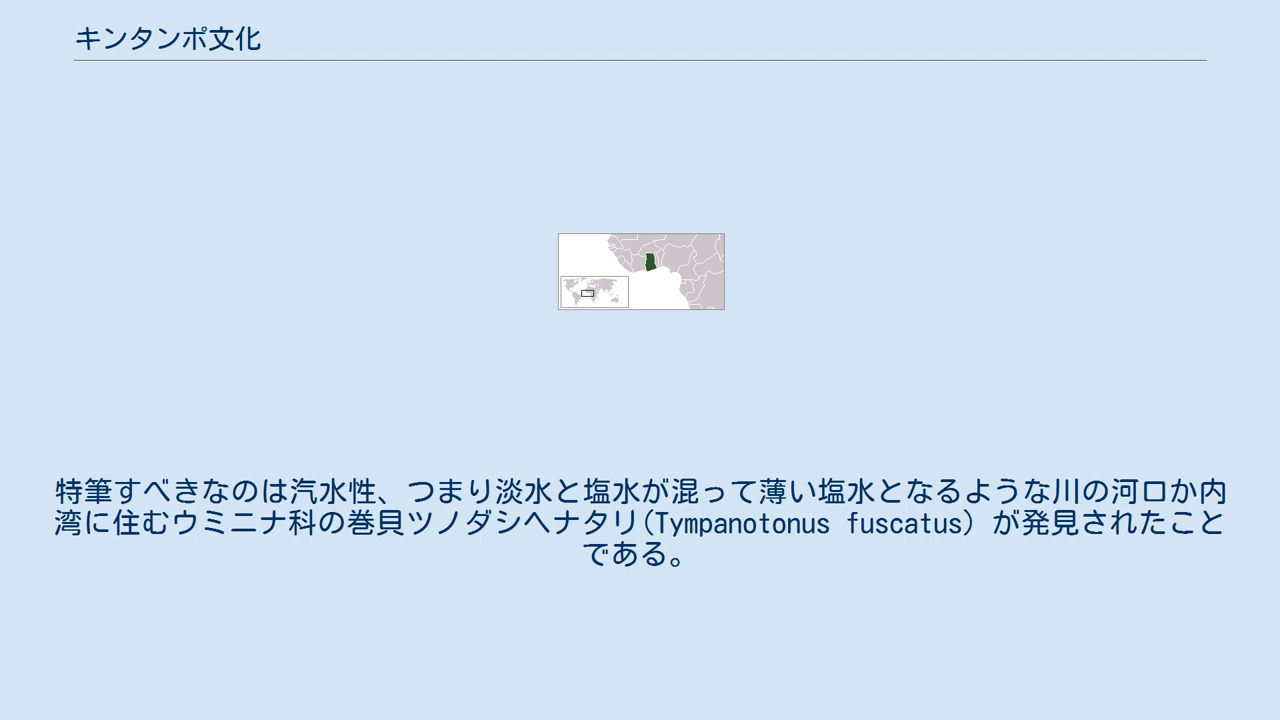 キンタンポ文化
特筆すべきなのは汽水性、つまり淡水と塩水が混って薄い塩水となるような川の河口か内
湾に住むウミニナ科の巻貝ツノダシヘナタリ(Tympanotonus fuscatus) が発見されたこと
である。